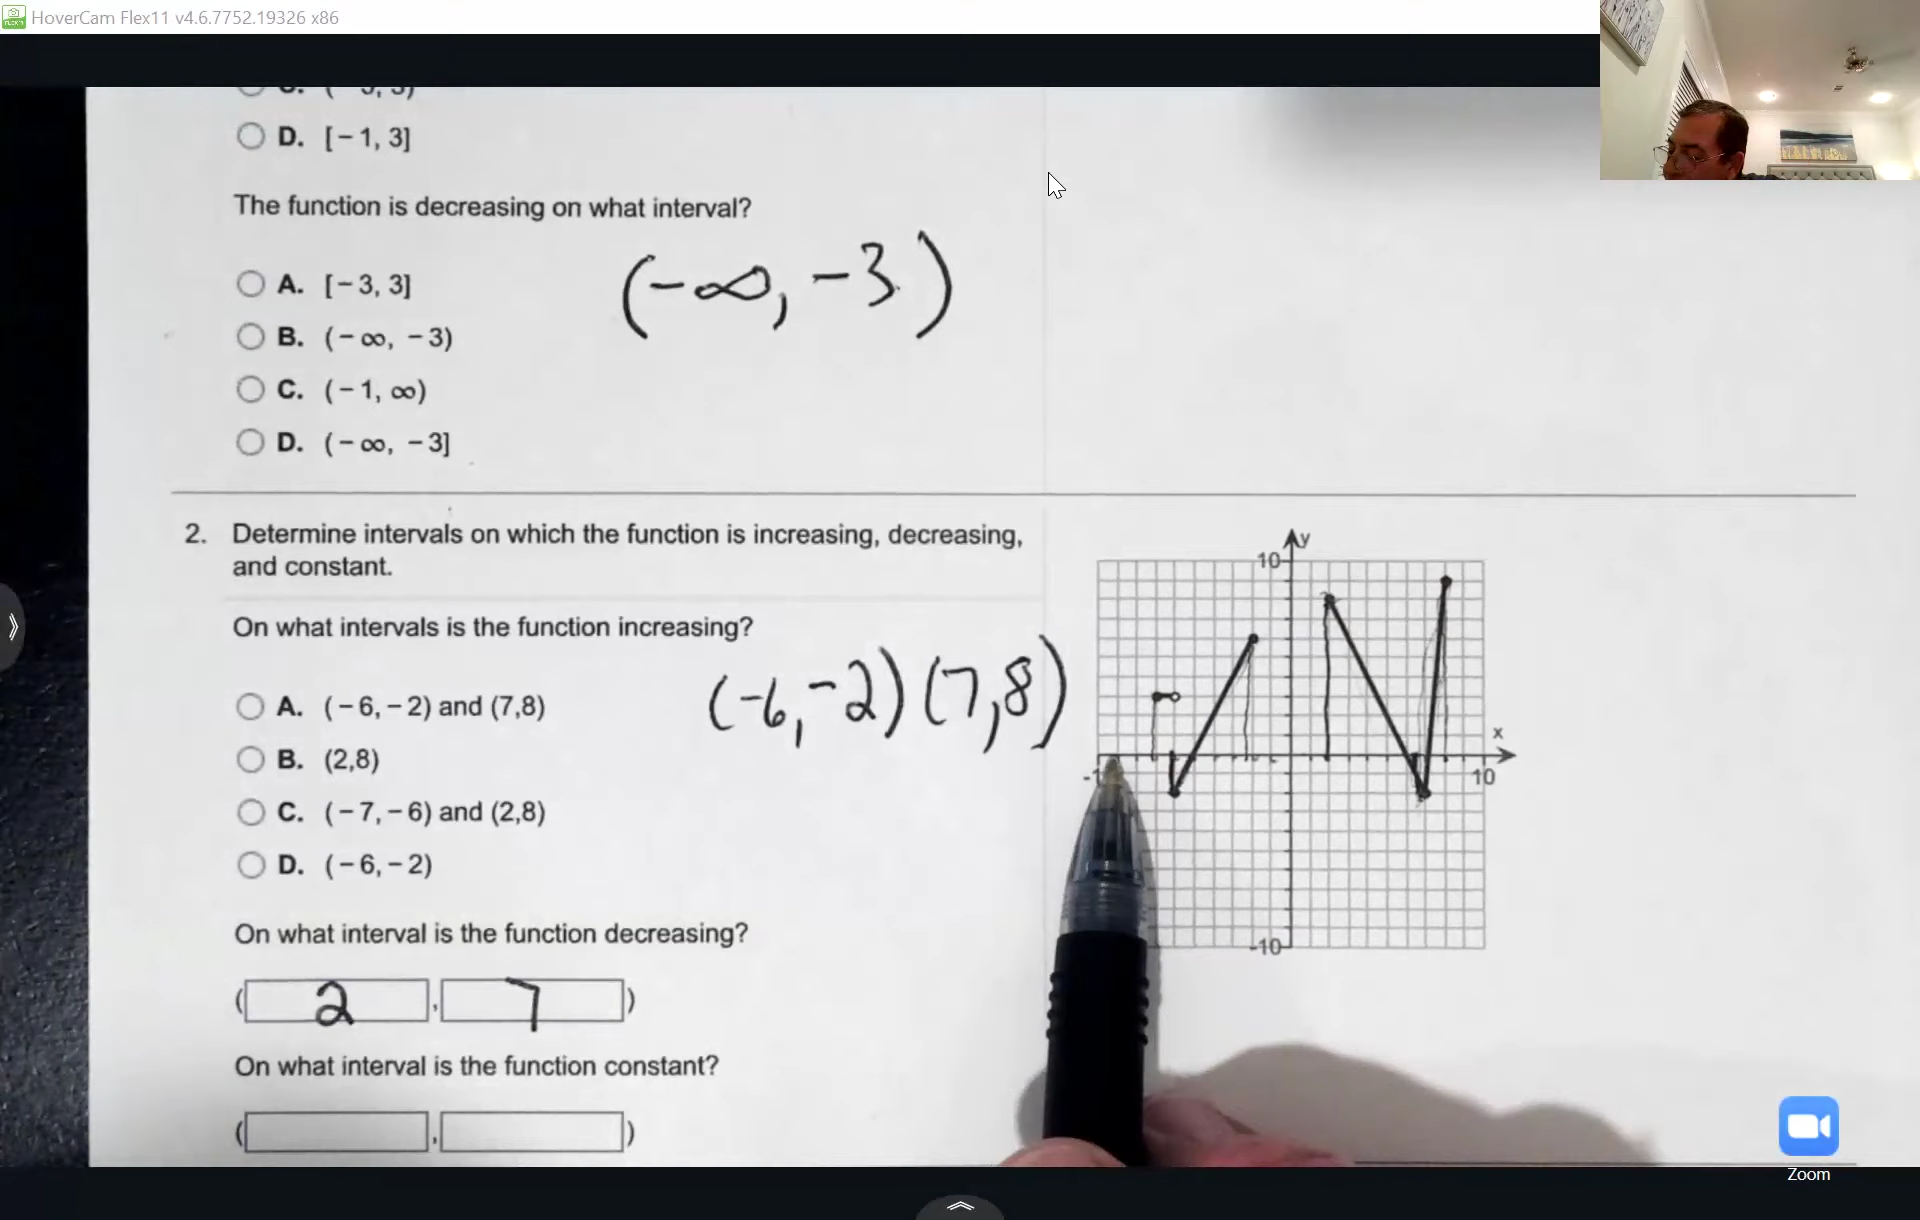 HoverCam Flex11 v4.6.7752.19326 x86
D. [-1, 3]
The function is decreasing on what interval?
(-∞, -3)
A. [-3, 3]
B. (-∞, -3)
C. (-1, ∞)
D. (-∞, -3]
2. Determine intervals on which the function is increasing, decreasing,
and constant.
On what intervals is the function increasing?
(-6,-2) (7,8)
A. (-6,-2) and (7,8)
B. (2,8)
C. (-7,-6) and (2,8)
D. (-6,-2)
On what interval is the function decreasing?
(2,7)
On what interval is the function constant?
( , )
y
10
x
10
-10
Zoom